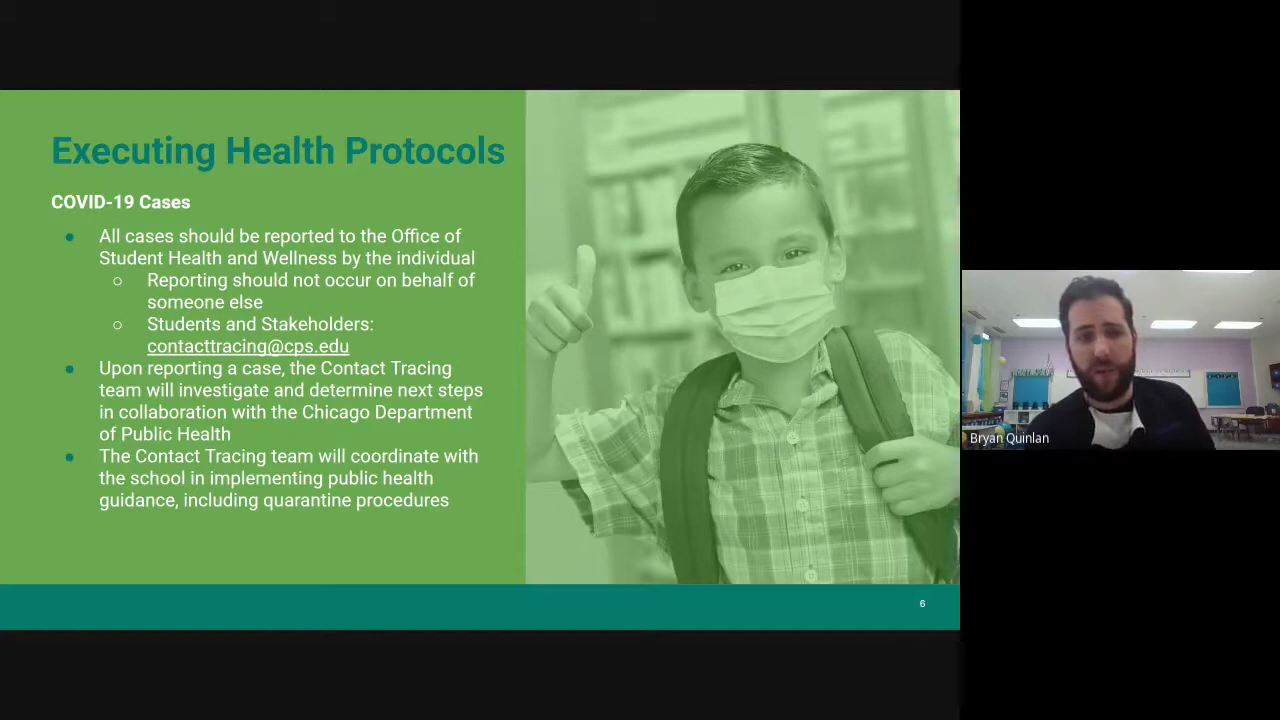 Executing Health Protocols
COVID-19 Cases
● All cases should be reported to the Office of
Student Health and Wellness by the individual
○ Reporting should not occur on behalf of
someone else
○ Students and Stakeholders:
contacttracing@cps.edu
● Upon reporting a case, the Contact Tracing
team will investigate and determine next steps
in collaboration with the Chicago Department
of Public Health
● The Contact Tracing team will coordinate with
the school in implementing public health
guidance, including quarantine procedures
6
Bryan Quinlan